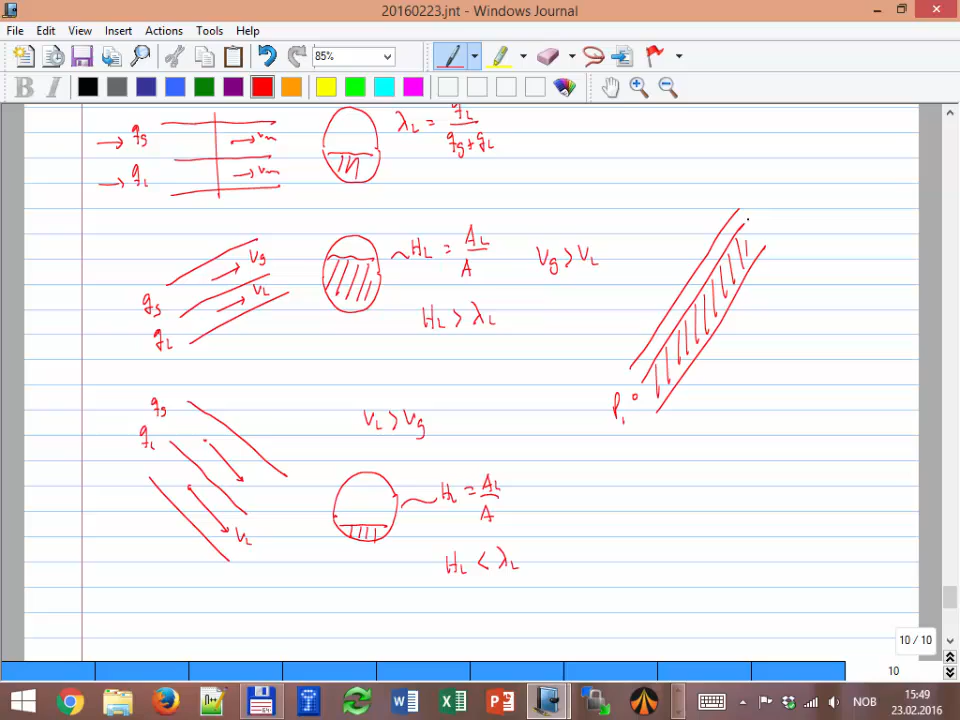 20160223.jnt - Windows Journal
File Edit View Insert Actions Tools Help
85%
B I
→ qg → vm λL = qL / qg + qL
→ qL → vm
vg HL = AL / A vg > vL
vL
qg
qL HL > λL
P1
qg vL > vg
qL
vL HL = AL / A
HL < λL
10 / 10
10
NOB
15:49
23.02.2016